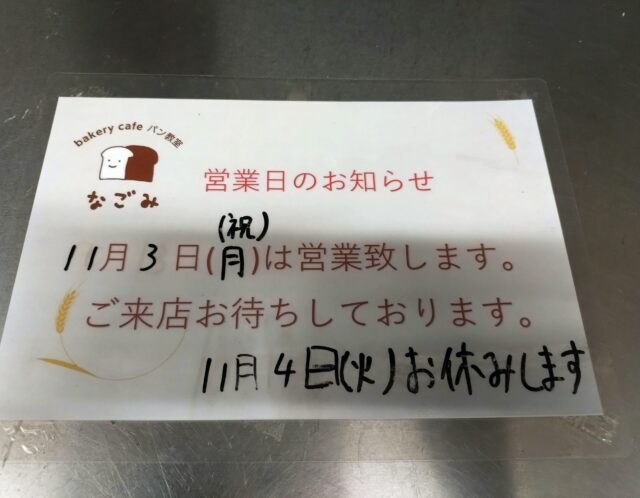 bakery cafe パン教室
なごみ
営業日のお知らせ
(祝)
11月3日(月)は営業致します。
ご来店お待ちしております。
11月4日(火)お休みします